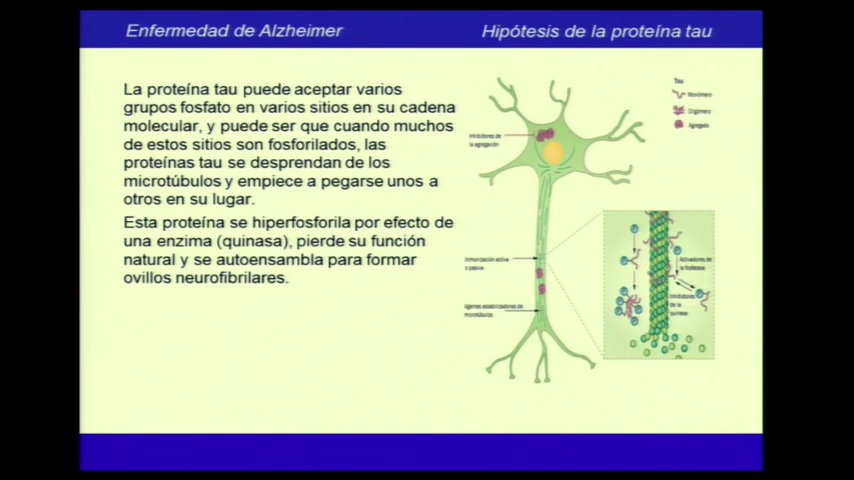 Enfermedad de Alzheimer
Hipótesis de la proteína tau
La proteína tau puede aceptar varios
grupos fosfato en varios sitios en su cadena
molecular, y puede ser que cuando muchos
de estos sitios son fosforilados, las
proteínas tau se desprendan de los
microtúbulos y empiece a pegarse unos a
otros en su lugar.
Esta proteína se hiperfosforila por efecto de
una enzima (quinasa), pierde su función
natural y se autoensambla para formar
ovillos neurofibrilares.
Tau
Monómero
Oligómero
Agregado
Inhibidores de
la agregación
Inmunización activa
o pasiva
Agentes estabilizadores de
microtúbulos
Activadores de
la fosfatasa
Inhibidores
de la
quinasa